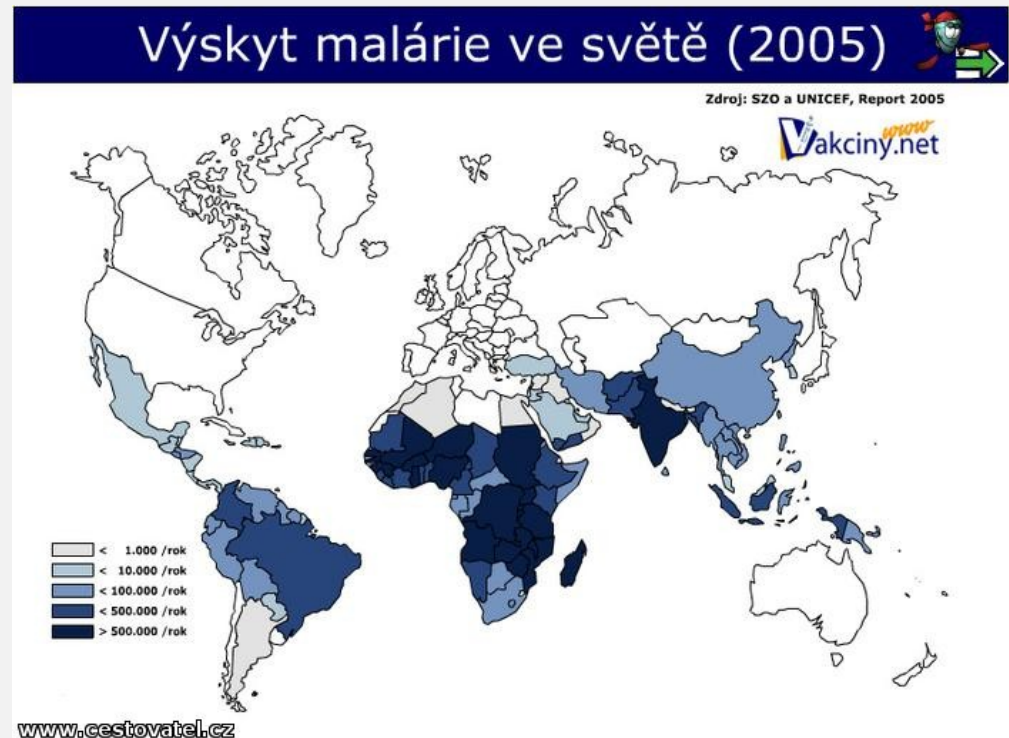 Výskyt malárie ve světě (2005)
Zdroj: SZO a UNICEF, Report 2005
www
Vakciny.net
< 1.000 /rok
< 10.000 /rok
< 100.000 /rok
< 500.000 /rok
> 500.000 /rok
www.cestovatel.cz